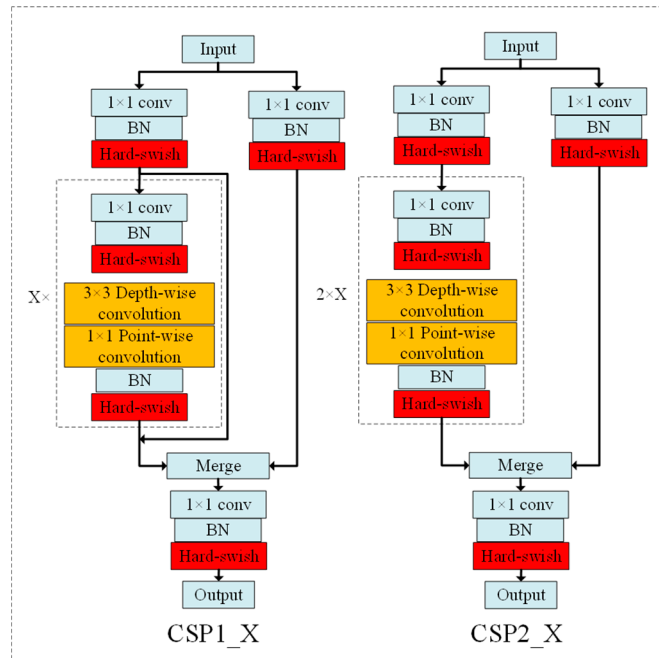 Input
1×1 conv
BN
Hard-swish
1×1 conv
BN
Hard-swish
X×
1×1 conv
BN
Hard-swish
3×3 Depth-wise
convolution
1×1 Point-wise
convolution
BN
Hard-swish
Merge
1×1 conv
BN
Hard-swish
Output
CSP1_X
Input
1×1 conv
BN
Hard-swish
1×1 conv
BN
Hard-swish
2×X
1×1 conv
BN
Hard-swish
3×3 Depth-wise
convolution
1×1 Point-wise
convolution
BN
Hard-swish
Merge
1×1 conv
BN
Hard-swish
Output
CSP2_X